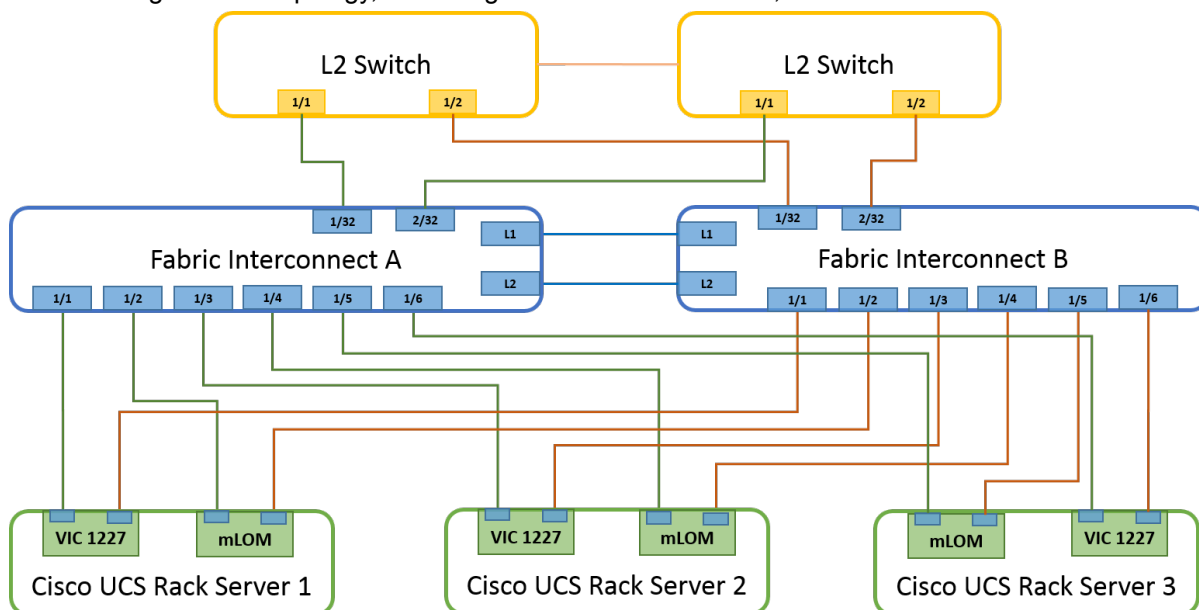 L2 Switch
L2 Switch
1/1
1/2
1/1
1/2
1/32
2/32
1/32
2/32
L1
L1
Fabric Interconnect A
Fabric Interconnect B
L2
L2
1/1
1/2
1/3
1/4
1/5
1/6
1/1
1/2
1/3
1/4
1/5
1/6
VIC 1227
mLOM
VIC 1227
mLOM
mLOM
VIC 1227
Cisco UCS Rack Server 1
Cisco UCS Rack Server 2
Cisco UCS Rack Server 3